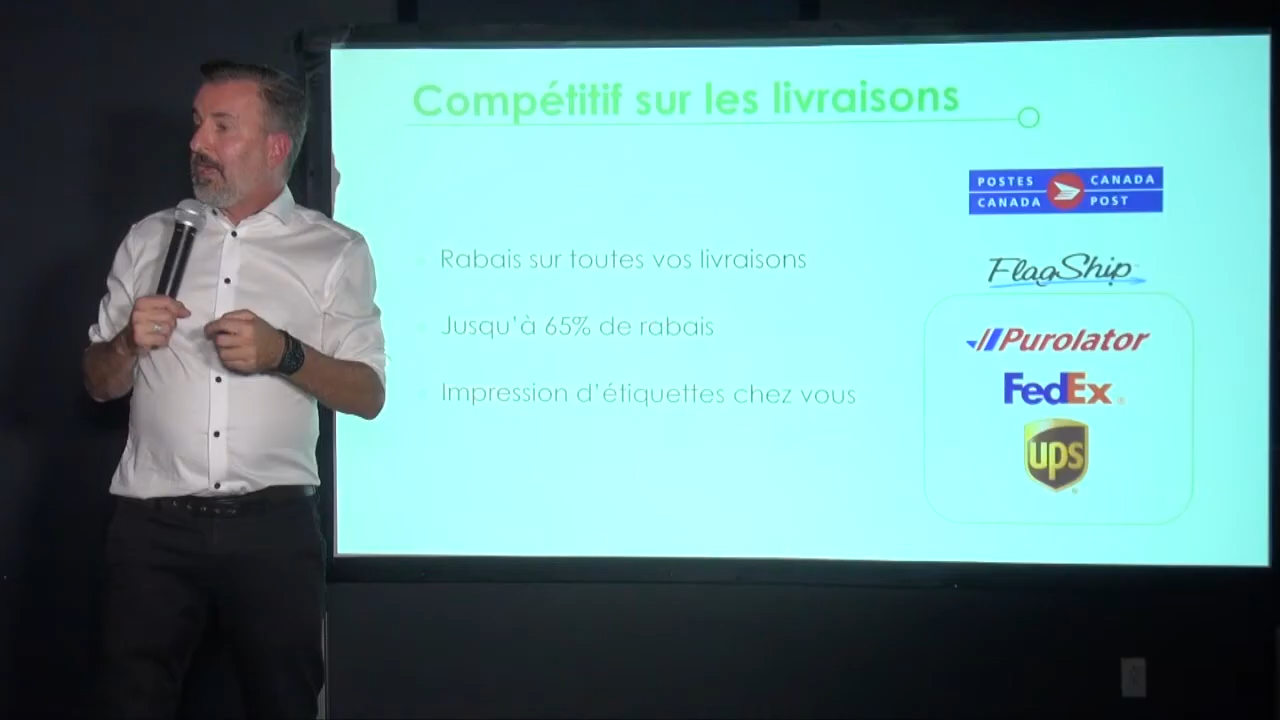 Compétitif sur les livraisons
POSTES CANADA
CANADA POST
Rabais sur toutes vos livraisons
FlagShip
Jusqu'à 65% de rabais
Purolator
FedEx
Impression d'étiquettes chez vous
ups